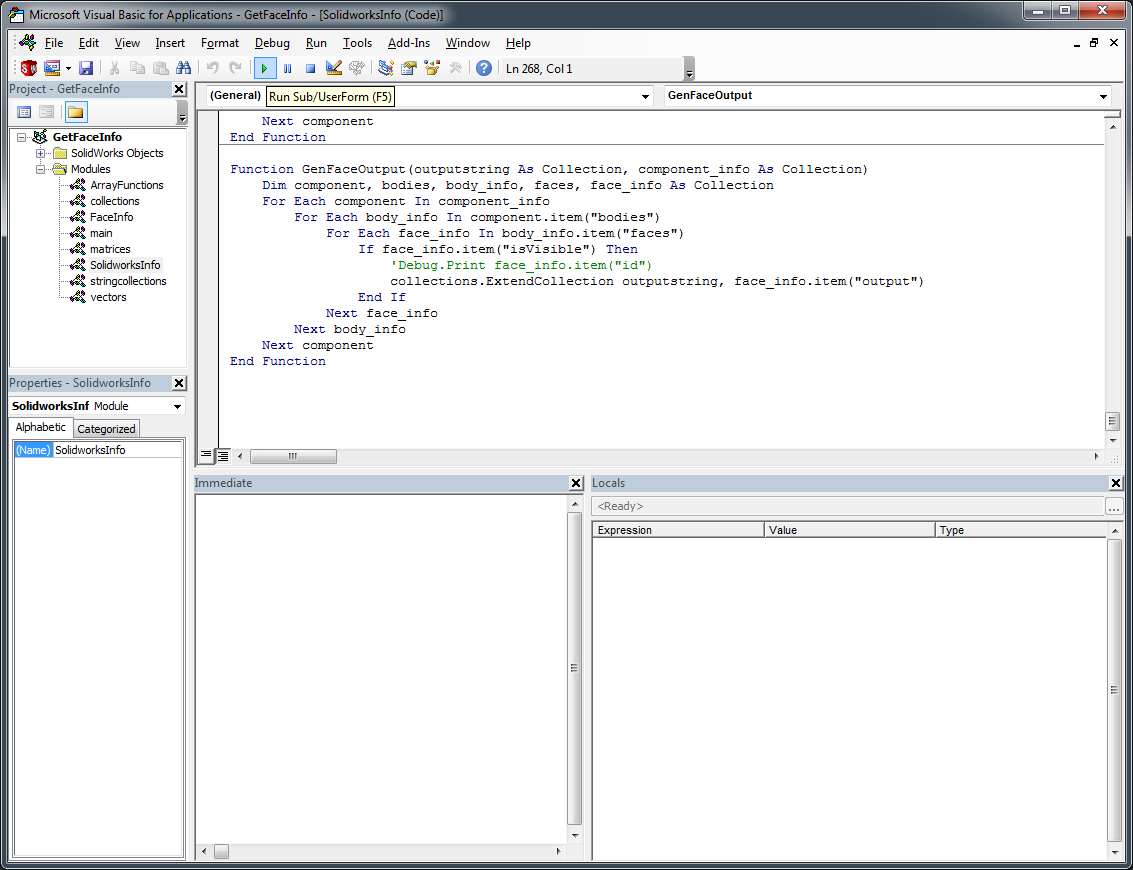 Microsoft Visual Basic for Applications - GetFaceInfo - [SolidworksInfo (Code)]
File Edit View Insert Format Debug Run Tools Add-Ins Window Help
Ln 268, Col 1
Project - GetFaceInfo
(General)
Run Sub/UserForm (F5)
GenFaceOutput
GetFaceInfo
SolidWorks Objects
Modules
ArrayFunctions
collections
FaceInfo
main
matrices
SolidworksInfo
stringcollections
vectors
Next component
End Function
Function GenFaceOutput(outputstring As Collection, component_info As Collection)
Dim component, bodies, body_info, faces, face_info As Collection
For Each component In component_info
For Each body_info In component.item("bodies")
For Each face_info In body_info.item("faces")
If face_info.item("isVisible") Then
'Debug.Print face_info.item("id")
collections.ExtendCollection outputstring, face_info.item("output")
End If
Next face_info
Next body_info
Next component
End Function
Properties - SolidworksInfo
SolidworksInf Module
Alphabetic Categorized
(Name) SolidworksInfo
Immediate
Locals
<Ready>
...
Expression Value Type